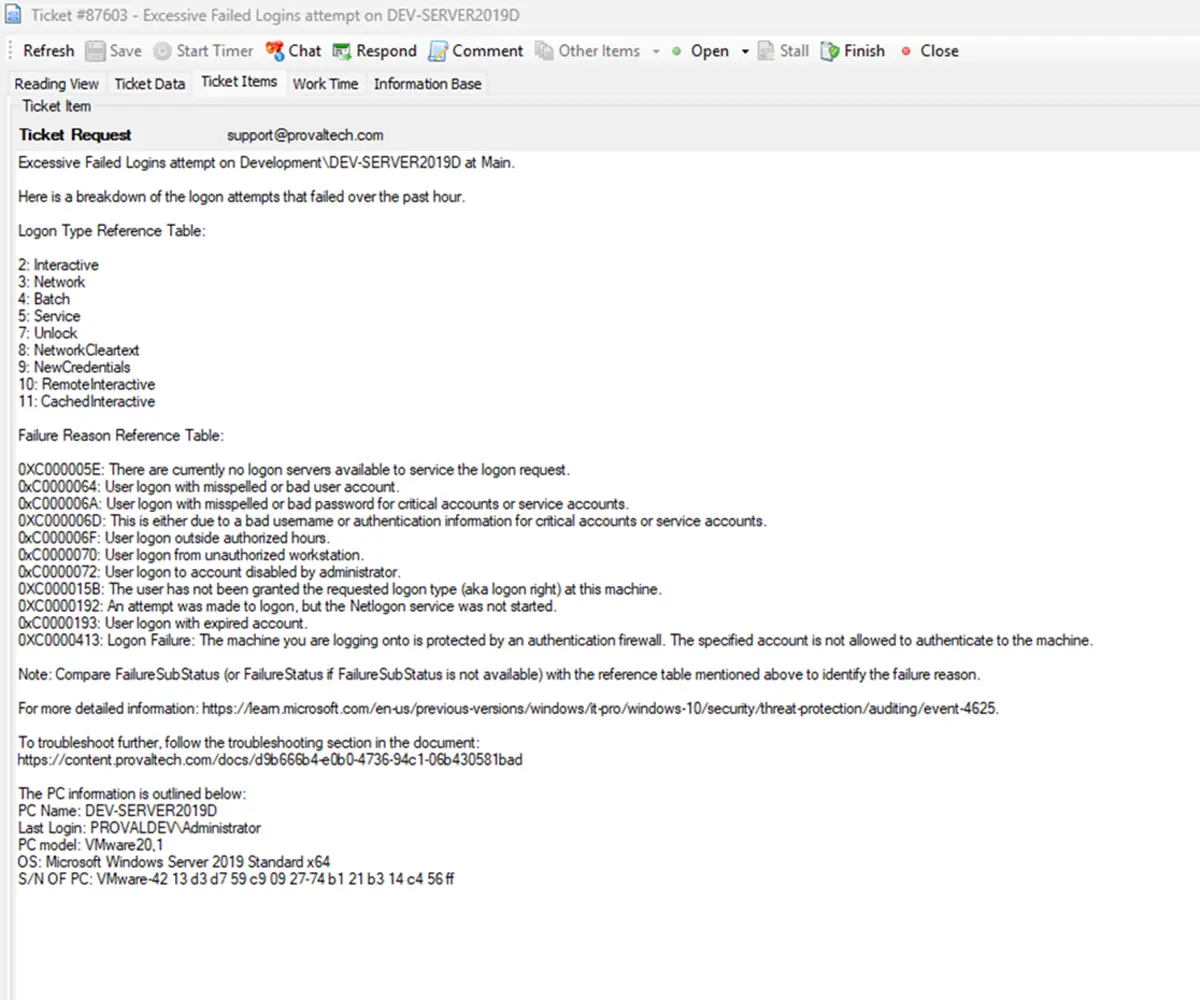 Ticket #87603 - Excessive Failed Logins attempt on DEV-SERVER2019D
Refresh Save Start Timer Chat Respond Comment Other Items Open Stall Finish Close
Reading View Ticket Data Ticket Items Work Time Information Base
Ticket Item
Ticket Request support@provaltech.com
Excessive Failed Logins attempt on Development\DEV-SERVER2019D at Main.
Here is a breakdown of the logon attempts that failed over the past hour.
Logon Type Reference Table:
2: Interactive
3: Network
4: Batch
5: Service
7: Unlock
8: NetworkCleartext
9: NewCredentials
10: RemoteInteractive
11: CachedInteractive
Failure Reason Reference Table:
0XC000005E: There are currently no logon servers available to service the logon request.
0xC0000064: User logon with misspelled or bad user account.
0xC000006A: User logon with misspelled or bad password for critical accounts or service accounts.
0XC000006D: This is either due to a bad username or authentication information for critical accounts or service accounts.
0xC000006F: User logon outside authorized hours.
0xC0000070: User logon from unauthorized workstation.
0xC0000072: User logon to account disabled by administrator.
0XC000015B: The user has not been granted the requested logon type (aka logon right) at this machine.
0XC0000192: An attempt was made to logon, but the Netlogon service was not started.
0xC0000193: User logon with expired account.
0XC0000413: Logon Failure: The machine you are logging onto is protected by an authentication firewall. The specified account is not allowed to authenticate to the machine.
Note: Compare FailureSubStatus (or FailureStatus if FailureSubStatus is not available) with the reference table mentioned above to identify the failure reason.
For more detailed information: https://learn.microsoft.com/en-us/previous-versions/windows/it-pro/windows-10/security/threat-protection/auditing/event-4625.
To troubleshoot further, follow the troubleshooting section in the document:
https://content.provaltech.com/docs/d9b666b4-e0b0-4736-94c1-06b430581bad
The PC information is outlined below:
PC Name: DEV-SERVER2019D
Last Login: PROVALDEV\Administrator
PC model: VMware20,1
OS: Microsoft Windows Server 2019 Standard x64
S/N OF PC: VMware-42 13 d3 d7 59 c9 09 27-74 b1 21 b3 14 c4 56 ff